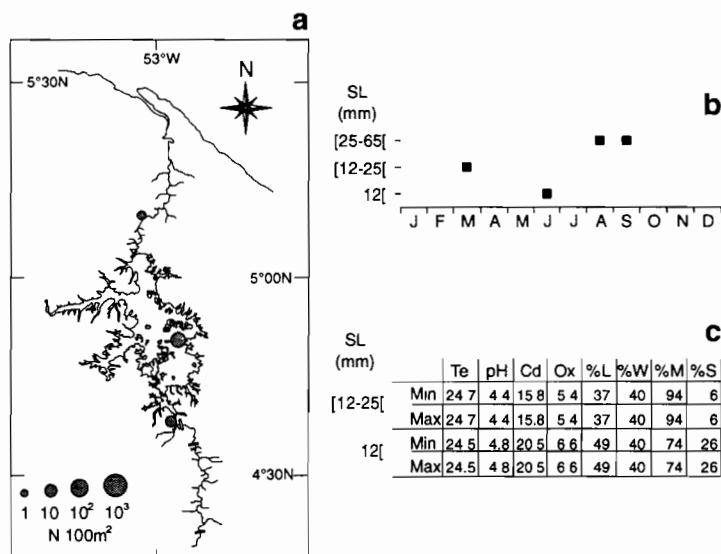 a
53°W
5°30N
N
5°00N
4°30N
1 10 10² 10³
N 100m²
b
SL
(mm)
[25-65[
[12-25[
12[
J F M A M J J A S O N D
c
SL
(mm)
Te pH Cd Ox %L %W %M %S
[12-25[
Min 24 7 4 4 15 8 5 4 37 40 94 6
Max 24.7 4 4 15.8 5 4 37 40 94 6
12[
Min 24.5 4.8 20 5 6 6 49 40 74 26
Max 24.5 4 8 20 5 6 6 49 40 74 26